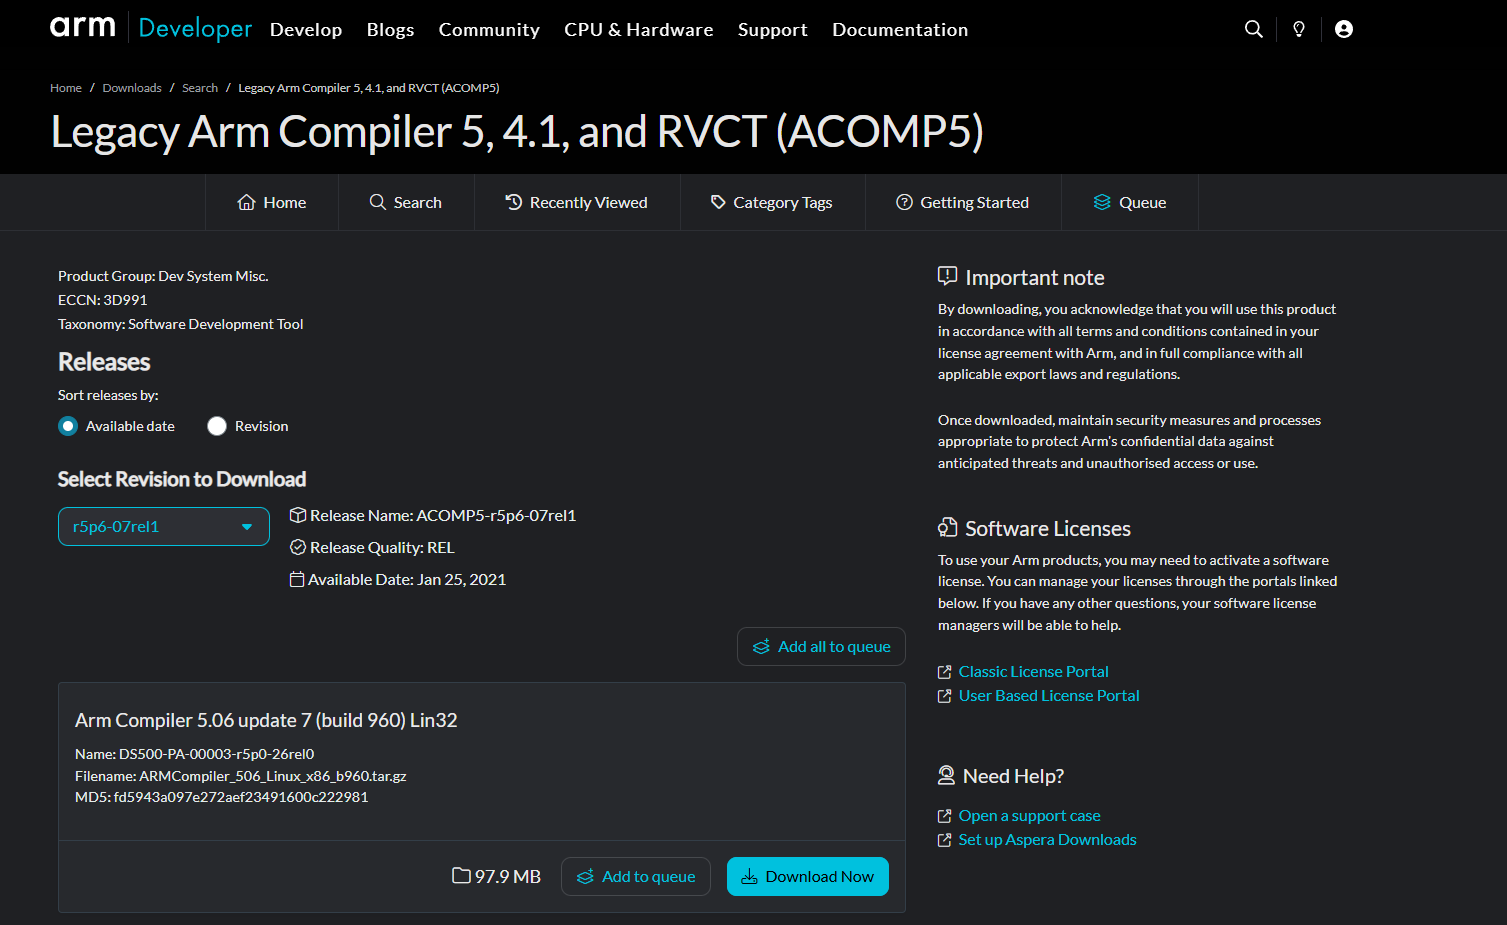 arm Developer Develop Blogs Community CPU & Hardware Support Documentation
Home / Downloads / Search / Legacy Arm Compiler 5, 4.1, and RVCT (ACOMP5)
Legacy Arm Compiler 5, 4.1, and RVCT (ACOMP5)
Home Search Recently Viewed Category Tags Getting Started Queue
Product Group: Dev System Misc.
ECCN: 3D991
Taxonomy: Software Development Tool
Releases
Sort releases by:
Available date Revision
Select Revision to Download
r5p6-07rel1
Release Name: ACOMP5-r5p6-07rel1
Release Quality: REL
Available Date: Jan 25, 2021
Add all to queue
Arm Compiler 5.06 update 7 (build 960) Lin32
Name: DS500-PA-00003-r5p0-26rel0
Filename: ARMCompiler_506_Linux_x86_b960.tar.gz
MD5: fd5943a097e272aef23491600c222981
97.9 MB Add to queue Download Now
Important note
By downloading, you acknowledge that you will use this product
in accordance with all terms and conditions contained in your
license agreement with Arm, and in full compliance with all
applicable export laws and regulations.
Once downloaded, maintain security measures and processes
appropriate to protect Arm's confidential data against
anticipated threats and unauthorised access or use.
Software Licenses
To use your Arm products, you may need to activate a software
license. You can manage your licenses through the portals linked
below. If you have any other questions, your software license
managers will be able to help.
Classic License Portal
User Based License Portal
Need Help?
Open a support case
Set up Aspera Downloads